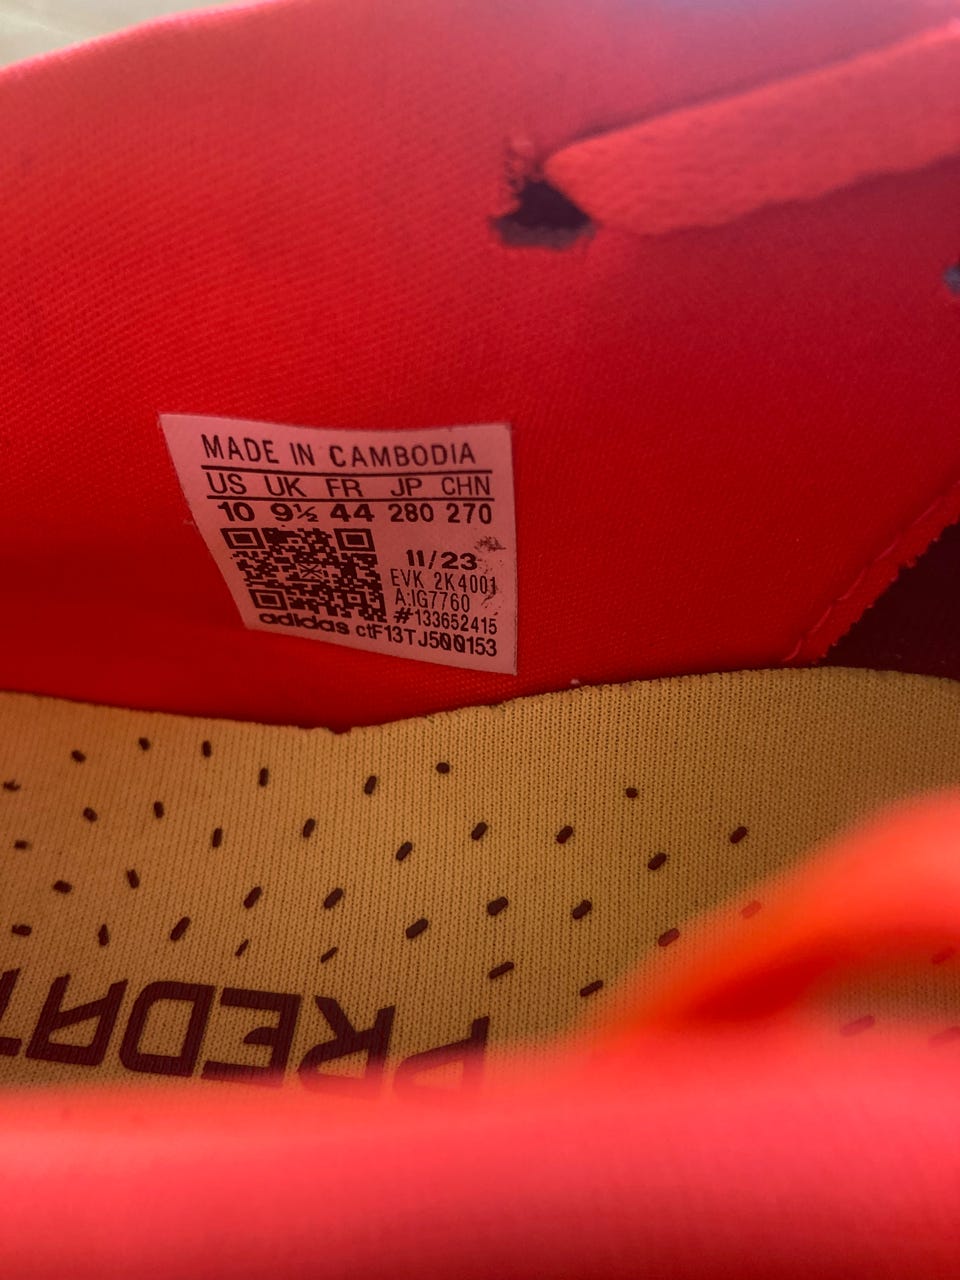 MADE IN CAMBODIA
US UK FR JP CHN
10 9½ 44 280 270
11/23
EVK 2K4001
A:IG7760
#133652415
adidas ctF13TJ500153
PREDAT